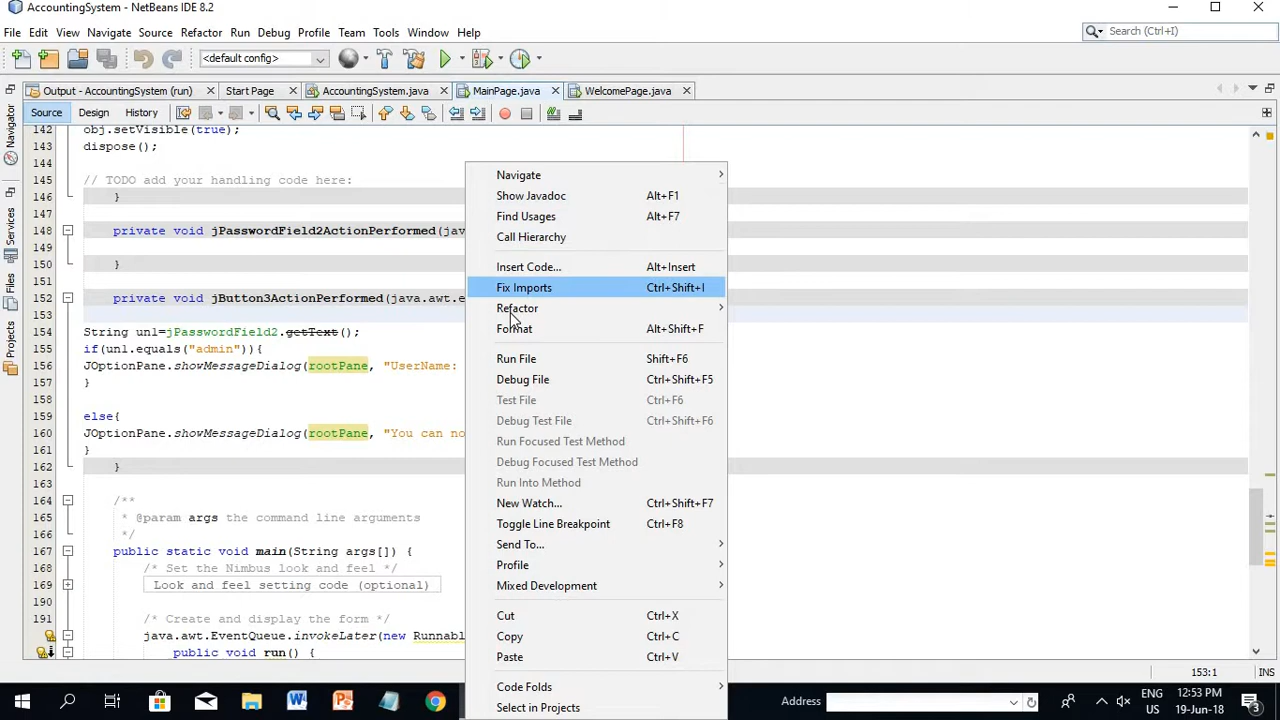 AccountingSystem - NetBeans IDE 8.2
File Edit View Navigate Source Refactor Run Debug Profile Team Tools Window Help
Search (Ctrl+I)
<default config>
Output - AccountingSystem (run) Start Page AccountingSystem.java MainPage.java WelcomePage.java
Source Design History
Navigator
Services
Files
Projects
142 obj.setVisible(true);
143 dispose();
144
145 // TODO add your handling code here:
146 }
147
148 private void jPasswordField2ActionPerformed(jav
150 }
151
152 private void jButton3ActionPerformed(java.awt.e
153
154 String un1=jPasswordField2.getText();
155 if(un1.equals("admin")){
156 JOptionPane.showMessageDialog(rootPane, "UserName:
157 }
158
159 else{
160 JOptionPane.showMessageDialog(rootPane, "You can no
161 }
162 }
163
164 /**
165 * @param args the command line arguments
166 */
167 public static void main(String args[]) {
168 /* Set the Nimbus look and feel */
169 Look and feel setting code (optional)
190
191 /* Create and display the form */
java.awt.EventQueue.invokeLater(new Runnabl
public void run() {
Navigate
Show Javadoc Alt+F1
Find Usages Alt+F7
Call Hierarchy
Insert Code... Alt+Insert
Fix Imports Ctrl+Shift+I
Refactor
Format Alt+Shift+F
Run File Shift+F6
Debug File Ctrl+Shift+F5
Test File Ctrl+F6
Debug Test File Ctrl+Shift+F6
Run Focused Test Method
Debug Focused Test Method
Run Into Method
New Watch... Ctrl+Shift+F7
Toggle Line Breakpoint Ctrl+F8
Send To...
Profile
Mixed Development
Cut Ctrl+X
Copy Ctrl+C
Paste Ctrl+V
Code Folds
Select in Projects
153:1 INS
Address
ENG
US
12:53 PM
19-Jun-18
3